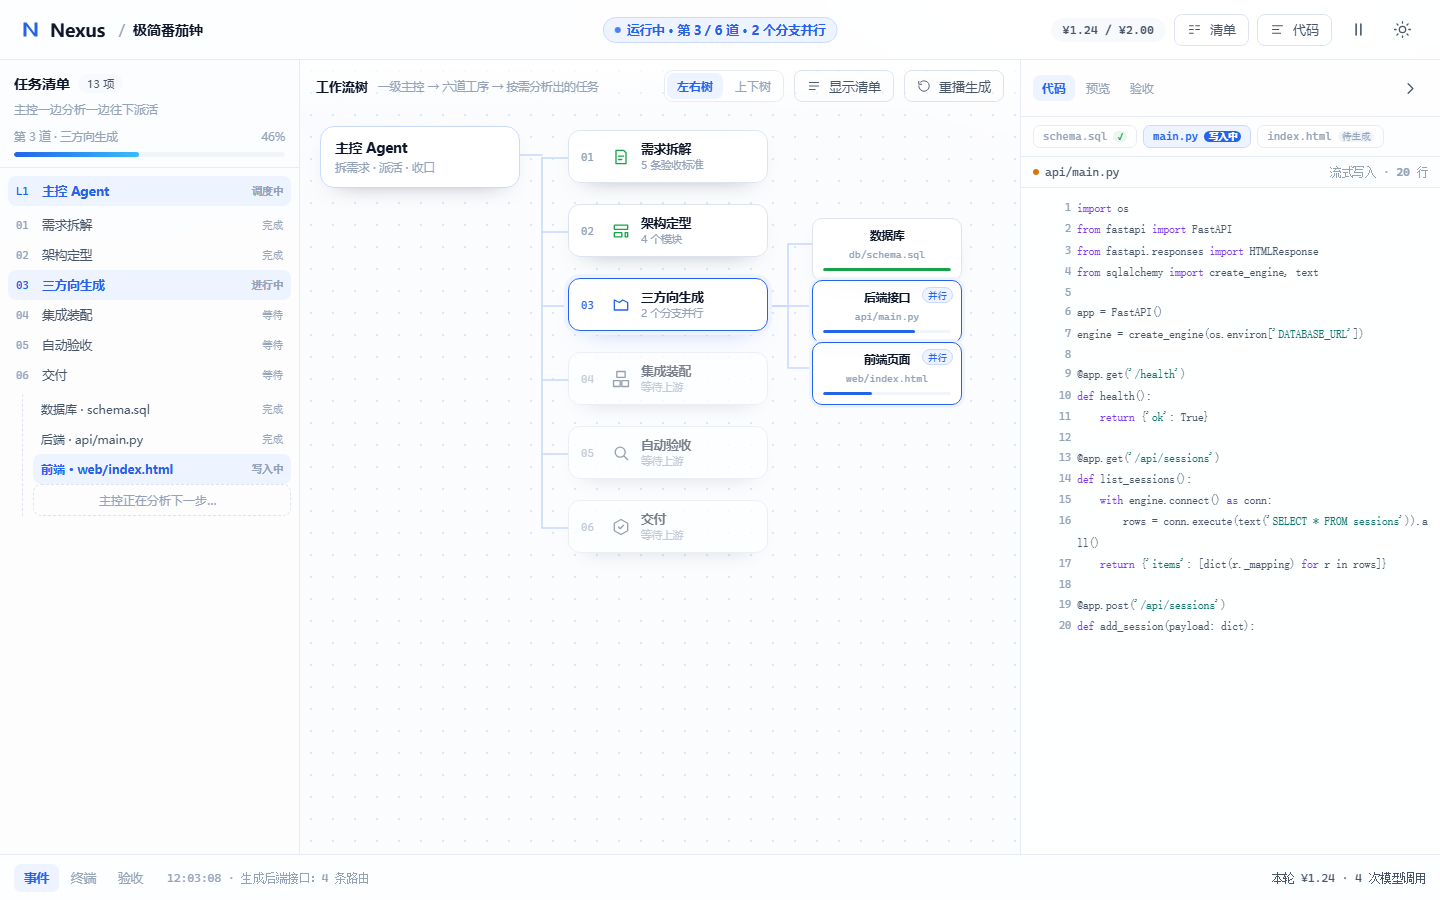 Nexus / 极简番茄钟
运行中 • 第 3 / 6 道 • 2 个分支并行
¥1.24 / ¥2.00
清单
代码
任务清单 13 项
主控一边分析一边往下派活
第 3 道 · 三方向生成 46%
L1 主控 Agent 调度中
01 需求拆解 完成
02 架构定型 完成
03 三方向生成 进行中
04 集成装配 等待
05 自动验收 等待
06 交付 等待
数据库 · schema.sql 完成
后端 · api/main.py 完成
前端 • web/index.html 写入中
主控正在分析下一步...
工作流树 一级主控 → 六道工序 → 按需分析出的任务
左右树 上下树
显示清单
重播生成
主控 Agent
拆需求 · 派活 · 收口
01 需求拆解
5 条验收标准
02 架构定型
4 个模块
03 三方向生成
2 个分支并行
04 集成装配
等待上游
05 自动验收
等待上游
06 交付
等待上游
数据库
db/schema.sql
后端接口 并行
api/main.py
前端页面 并行
web/index.html
代码 预览 验收
schema.sql ✓ main.py 写入中 index.html 待生成
api/main.py 流式写入 · 20 行
1 import os
2 from fastapi import FastAPI
3 from fastapi.responses import HTMLResponse
4 from sqlalchemy import create_engine, text
5
6 app = FastAPI()
7 engine = create_engine(os.environ["DATABASE_URL"])
8
9 @app.get("/health")
10 def health():
11     return {"ok": True}
12
13 @app.get("/api/sessions")
14 def list_sessions():
15     with engine.connect() as conn:
16         rows = conn.execute(text("SELECT * FROM sessions")).a
ll()
17     return {"items": [dict(r._mapping) for r in rows]}
18
19 @app.post("/api/sessions")
20 def add_session(payload: dict):
事件 终端 验收 12:03:08 · 生成后端接口: 4 条路由
本轮 ¥1.24 · 4 次模型调用